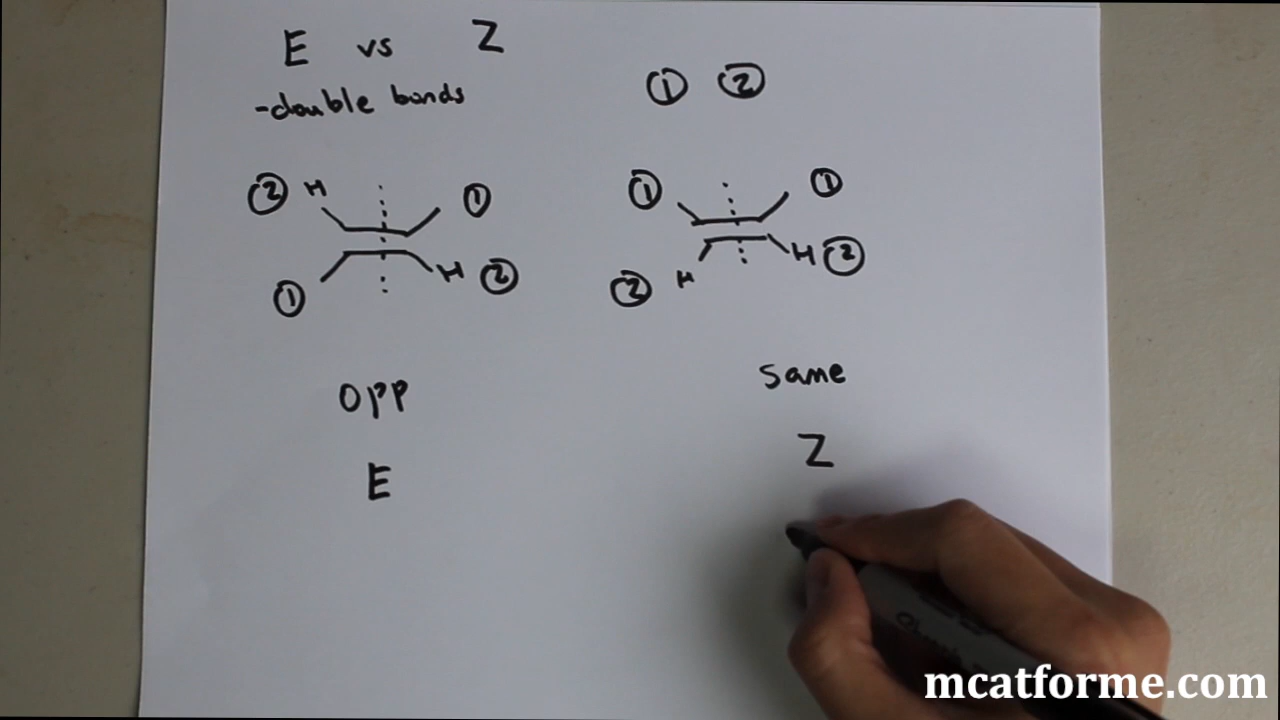 E vs Z
-double bonds
① ②
② H ①
① H ②
① ①
② H H ②
opp
E
same
Z
mcatforme.com